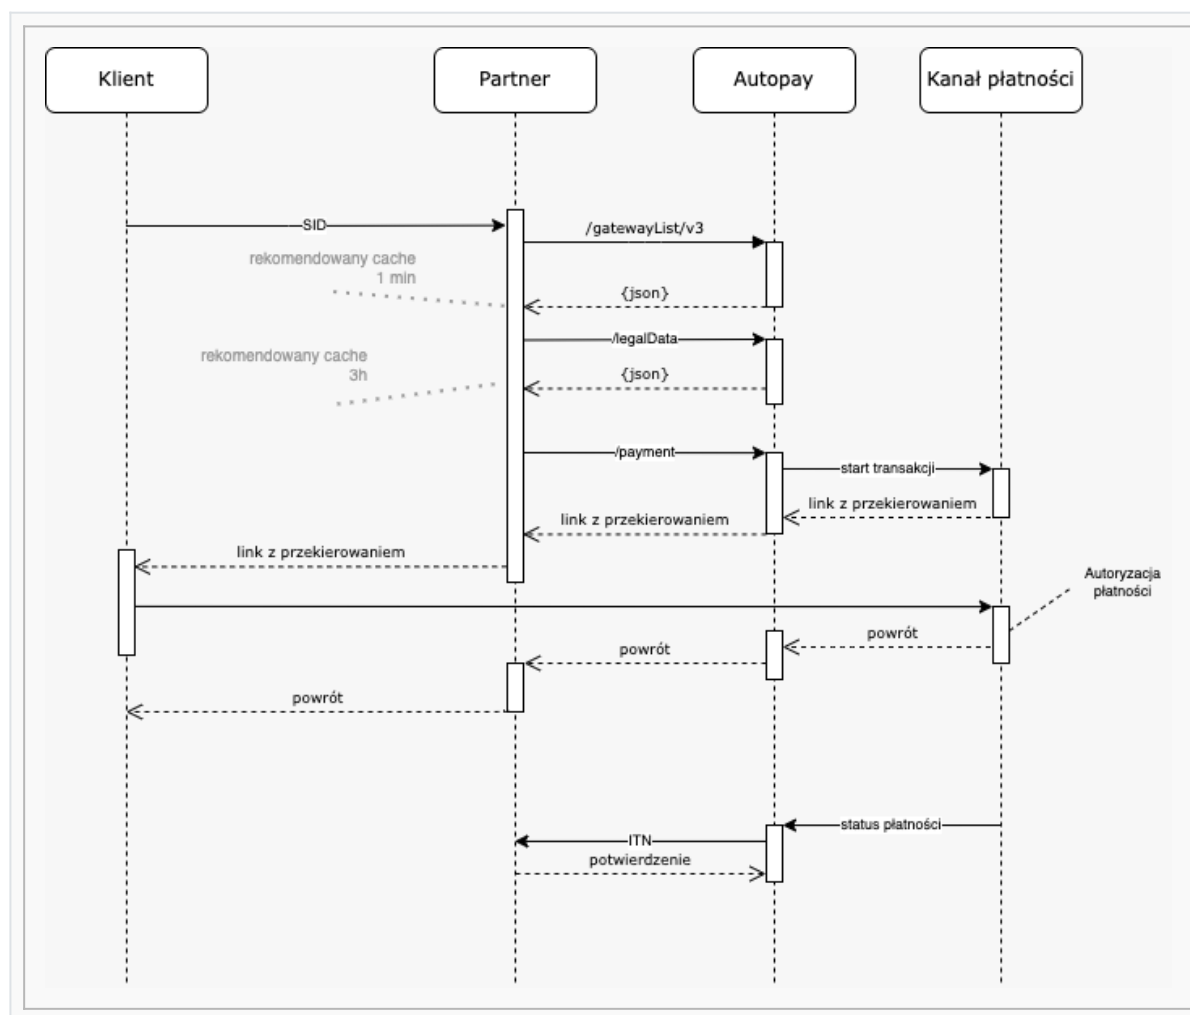 Klient
Partner
Autopay
Kanał płatności
SID
/gatewayList/v3
rekomendowany cache
1 min
{json}
/legalData
rekomendowany cache
3h
{json}
/payment
start transakcji
link z przekierowaniem
link z przekierowaniem
link z przekierowaniem
Autoryzacja
płatności
powrót
powrót
powrót
status płatności
ITN
potwierdzenie